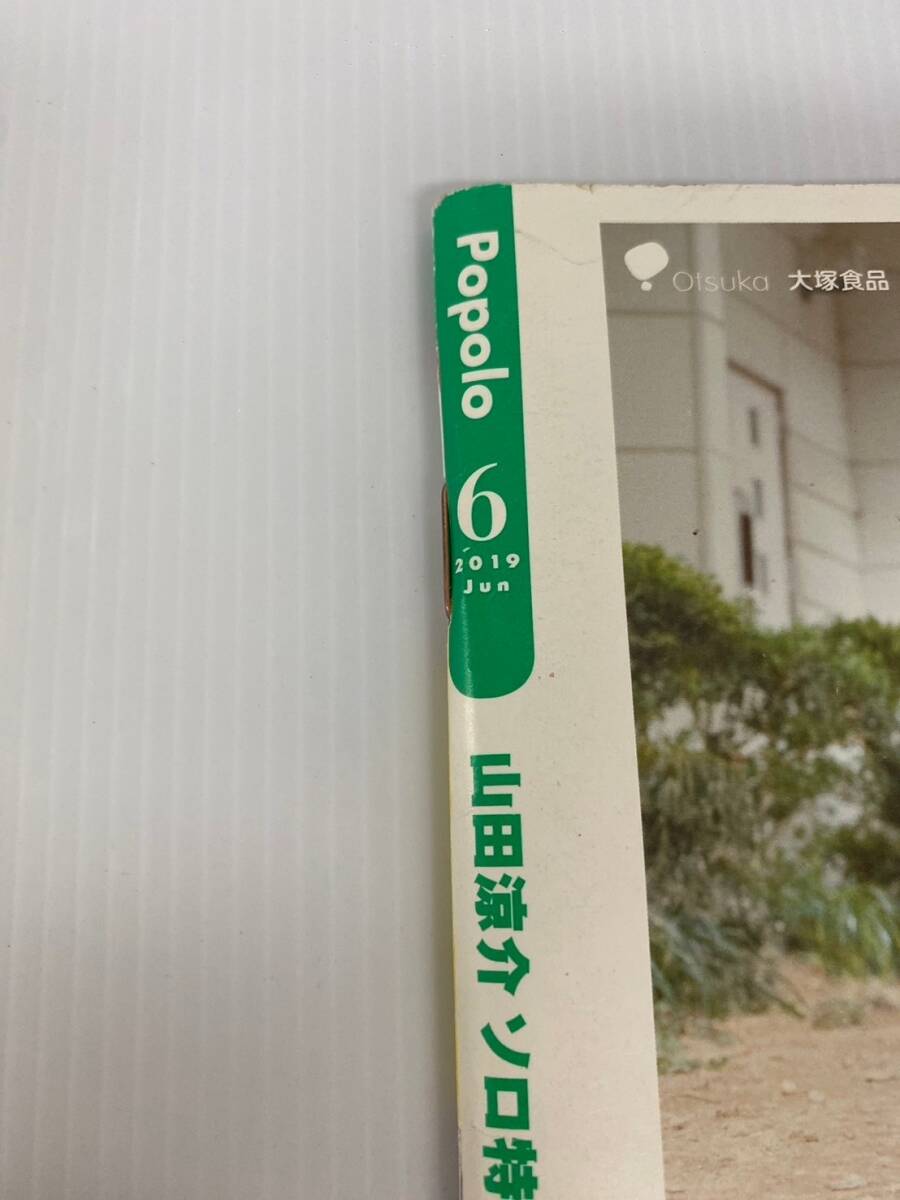 Popolo
6
2019
Jun
山田涼介 ソロ特
Otsuka 大塚食品